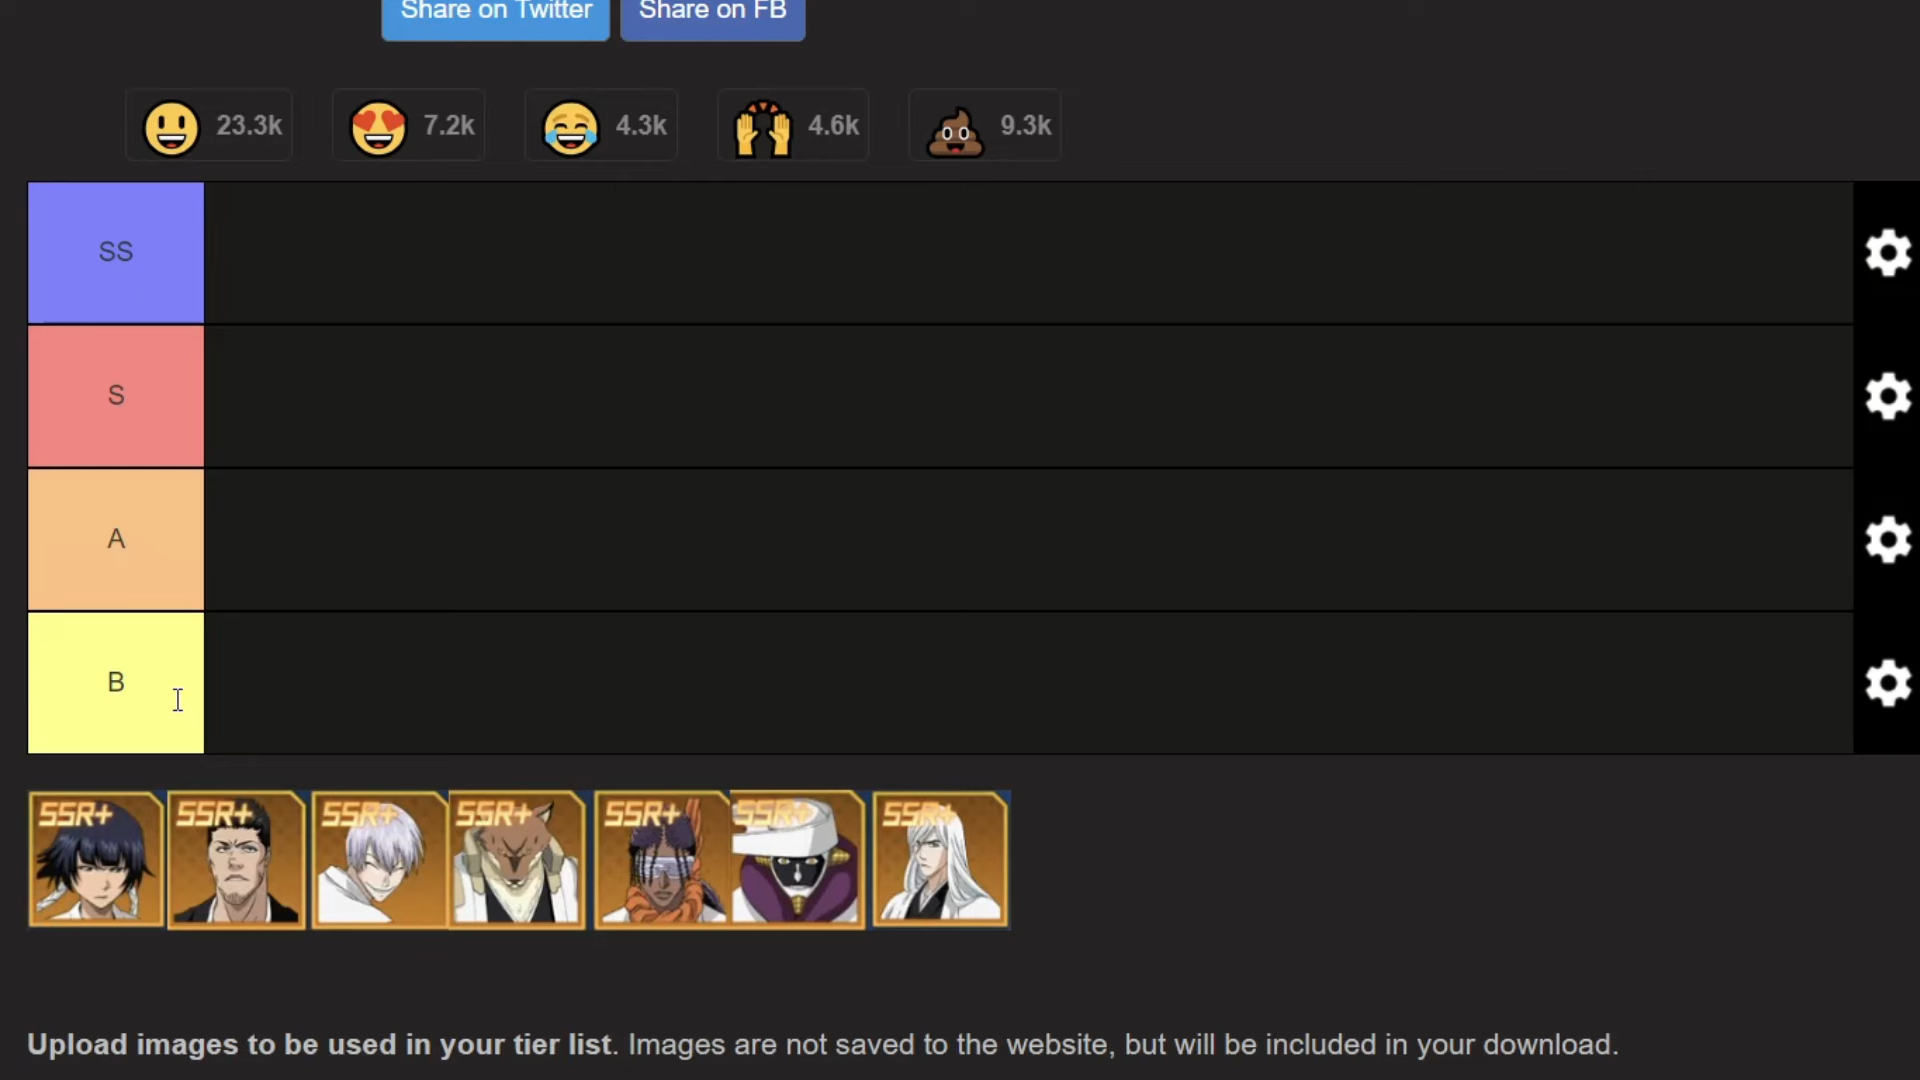 Share on Twitter Share on FB
23.3k 7.2k 4.3k 4.6k 9.3k
SS
S
A
B
SSR+ SSR+ SSR+ SSR+ SSR+ SSR+ SSR+
Upload images to be used in your tier list. Images are not saved to the website, but will be included in your download.